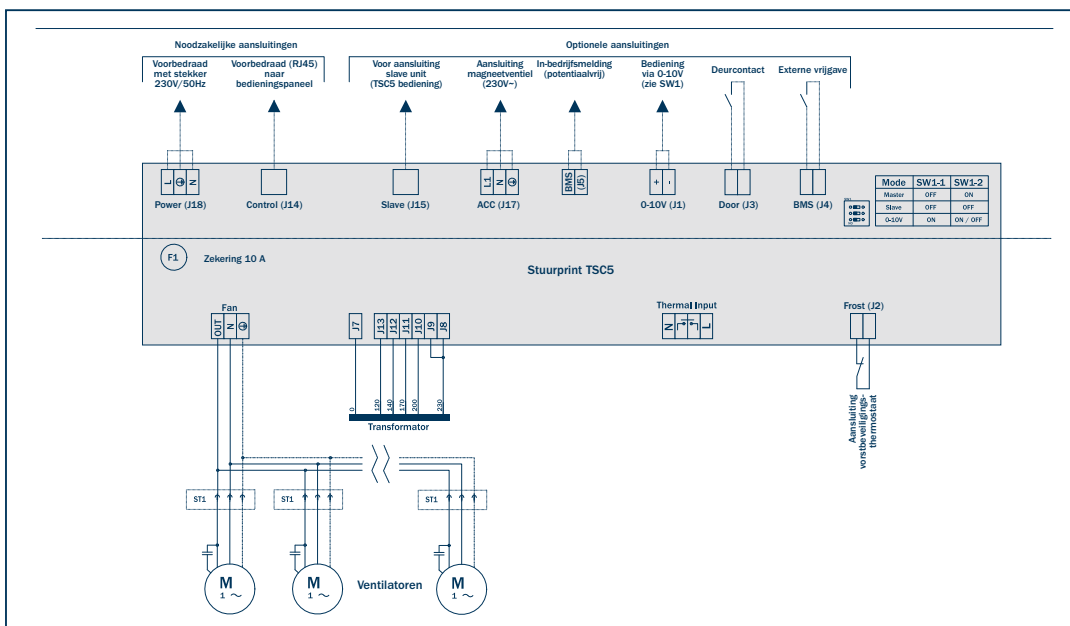 Noodzakelijke aansluitingen
Optionele aansluitingen
Voorbedraad
met stekker
230V/50Hz
Voorbedraad (RJ45)
naar
bedieningspaneel
Voor aansluiting
slave unit
(TSC5 bediening)
Aansluiting
magneetventiel
(230V~)
In-bedrijfsmelding
(potentiaalvrij)
Bediening
via 0-10V
(zie SW1)
Deurcontact
Externe vrijgave
L
N
L1
N
BMS
(J5)
+ -
Power (J18)
Control (J14)
Slave (J15)
ACC (J17)
0-10V (J1)
Door (J3)
BMS (J4)
Mode SW1-1 SW1-2
Master OFF ON
Slave OFF OFF
0-10V ON ON / OFF
F1
Zekering 10 A
Stuurprint TSC5
Fan
OUT
N
J7
J13
J12
J11
J10
J9
J8
Thermal Input
N
L
Frost (J2)
0
120
140
170
200
230
Transformator
Aansluiting
vorstbeveiligings-
thermostaat
ST1
ST1
ST1
M
1 ~
M
1 ~
Ventilatoren
M
1 ~